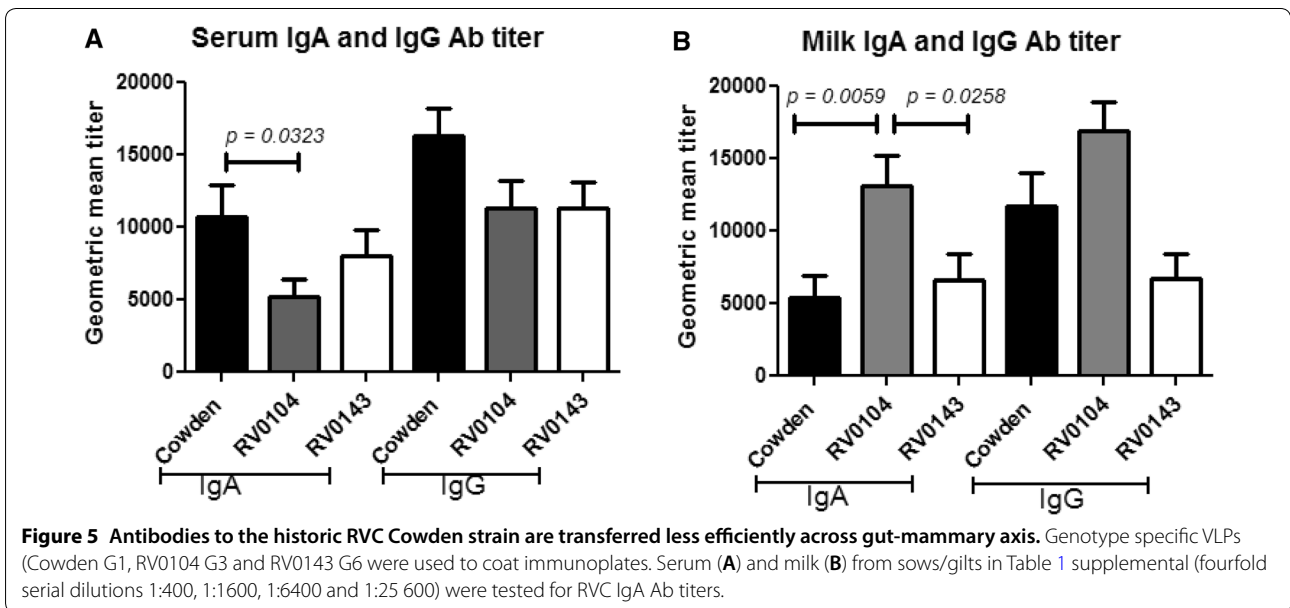 A
Serum IgA and IgG Ab titer
Geometric mean titer
20000
15000
10000
5000
0
p = 0.0323
Cowden
RV0104
RV0143
Cowden
RV0104
RV0143
IgA
IgG
B
Milk IgA and IgG Ab titer
Geometric mean titer
20000
15000
10000
5000
0
p = 0.0059
p = 0.0258
Cowden
RV0104
RV0143
Cowden
RV0104
RV0143
IgA
IgG
Figure 5 Antibodies to the historic RVC Cowden strain are transferred less efficiently across gut-mammary axis. Genotype specific VLPs
(Cowden G1, RV0104 G3 and RV0143 G6 were used to coat immunoplates. Serum (A) and milk (B) from sows/gilts in Table 1 supplemental (fourfold
serial dilutions 1:400, 1:1600, 1:6400 and 1:25 600) were tested for RVC IgA Ab titers.